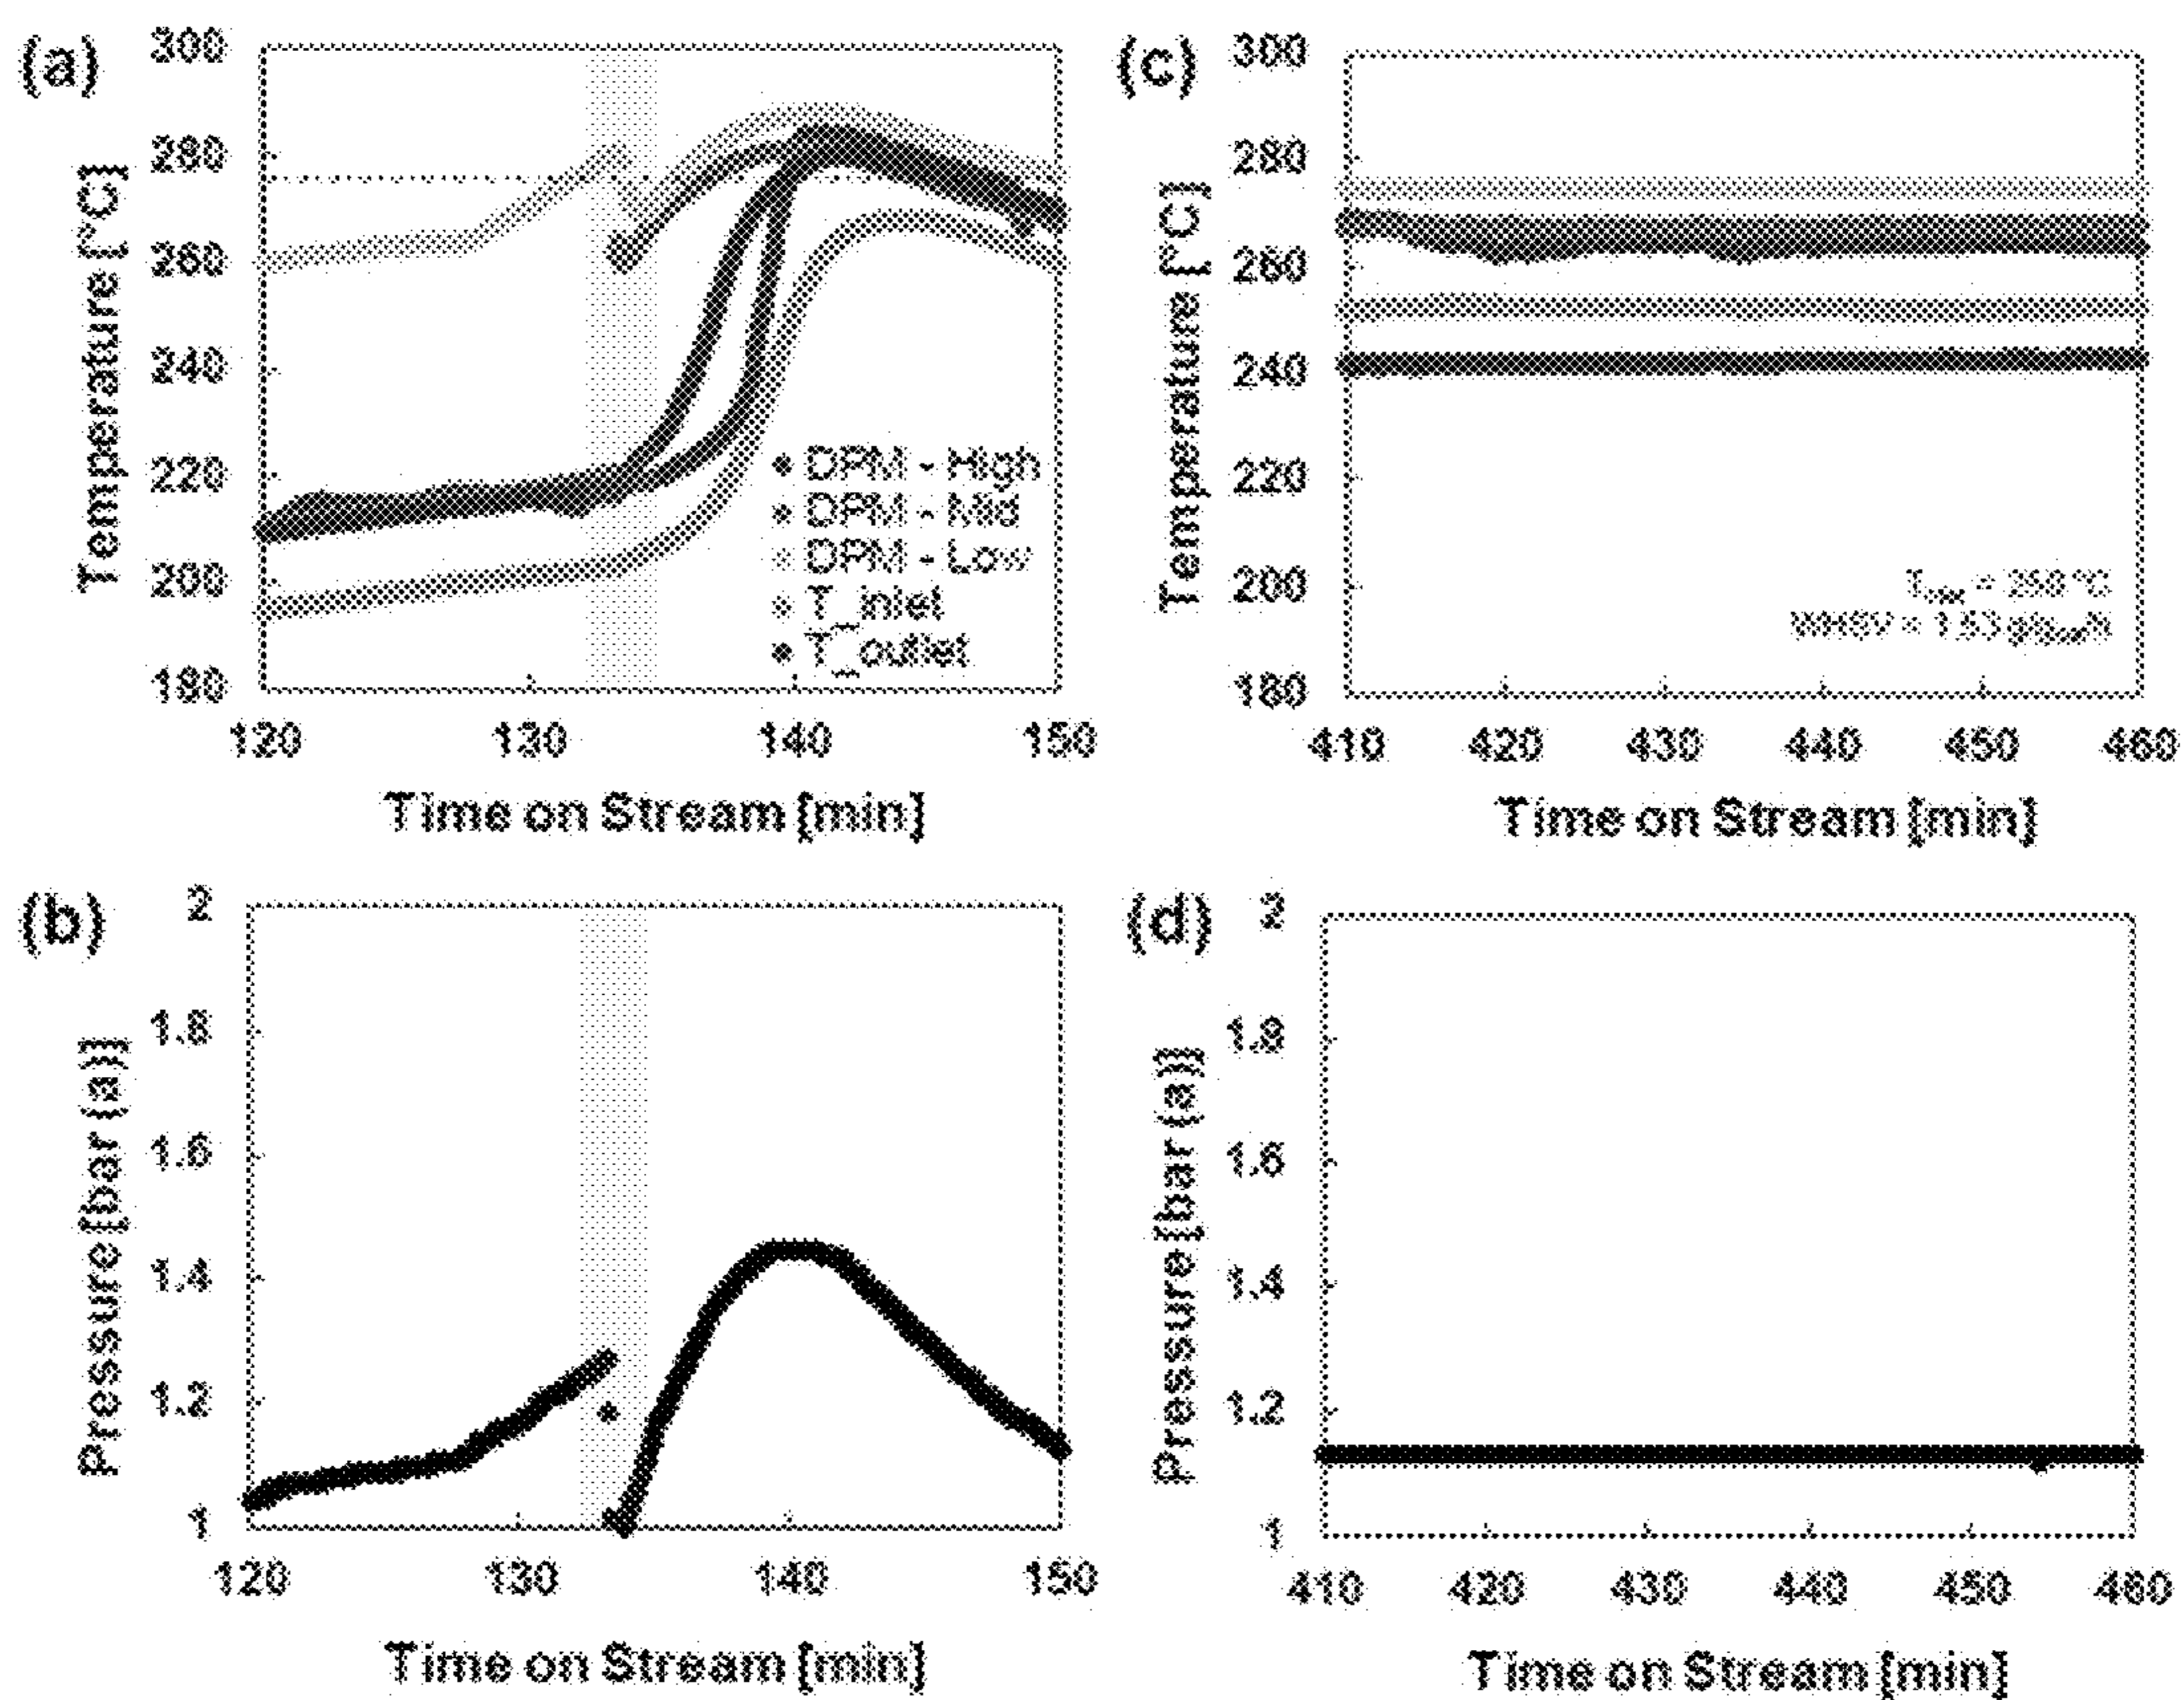 (a)
300
280
260
240
220
200
180
Temperature [°C]
DPM - High
DPM - Mid
DPM - Low
T_inlet
T_outlet
120 130 140 150
Time on Stream [min]
(c)
300
280
260
240
220
200
180
Temperature [°C]
= 250 °C
WHSV = 1.53
410 420 430 440 450 460
Time on Stream [min]
(b)
2
1.8
1.6
1.4
1.2
1
Pressure [bar (a)]
120 130 140 150
Time on Stream [min]
(d)
2
1.8
1.6
1.4
1.2
1
Pressure [bar (a)]
410 420 430 440 450 460
Time on Stream [min]